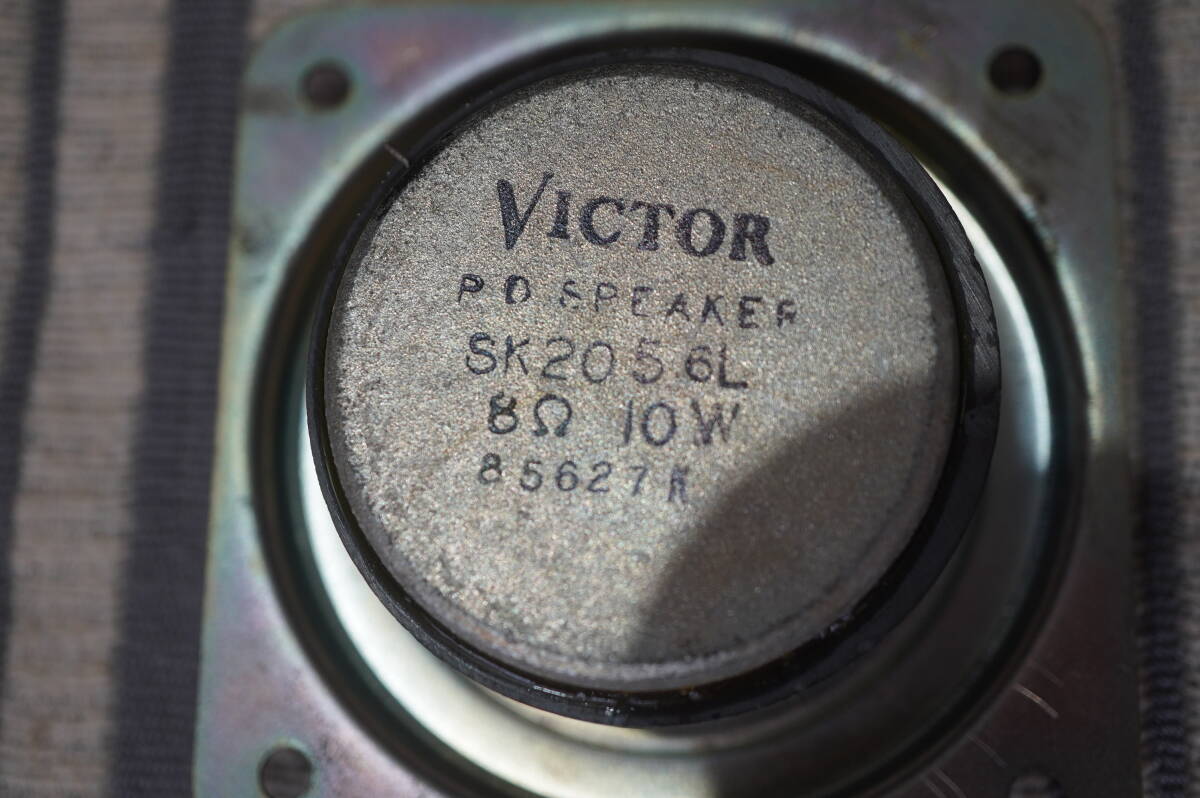 VICTOR
P.D SPEAKER
SK2056L
8Ω 10W
85627K